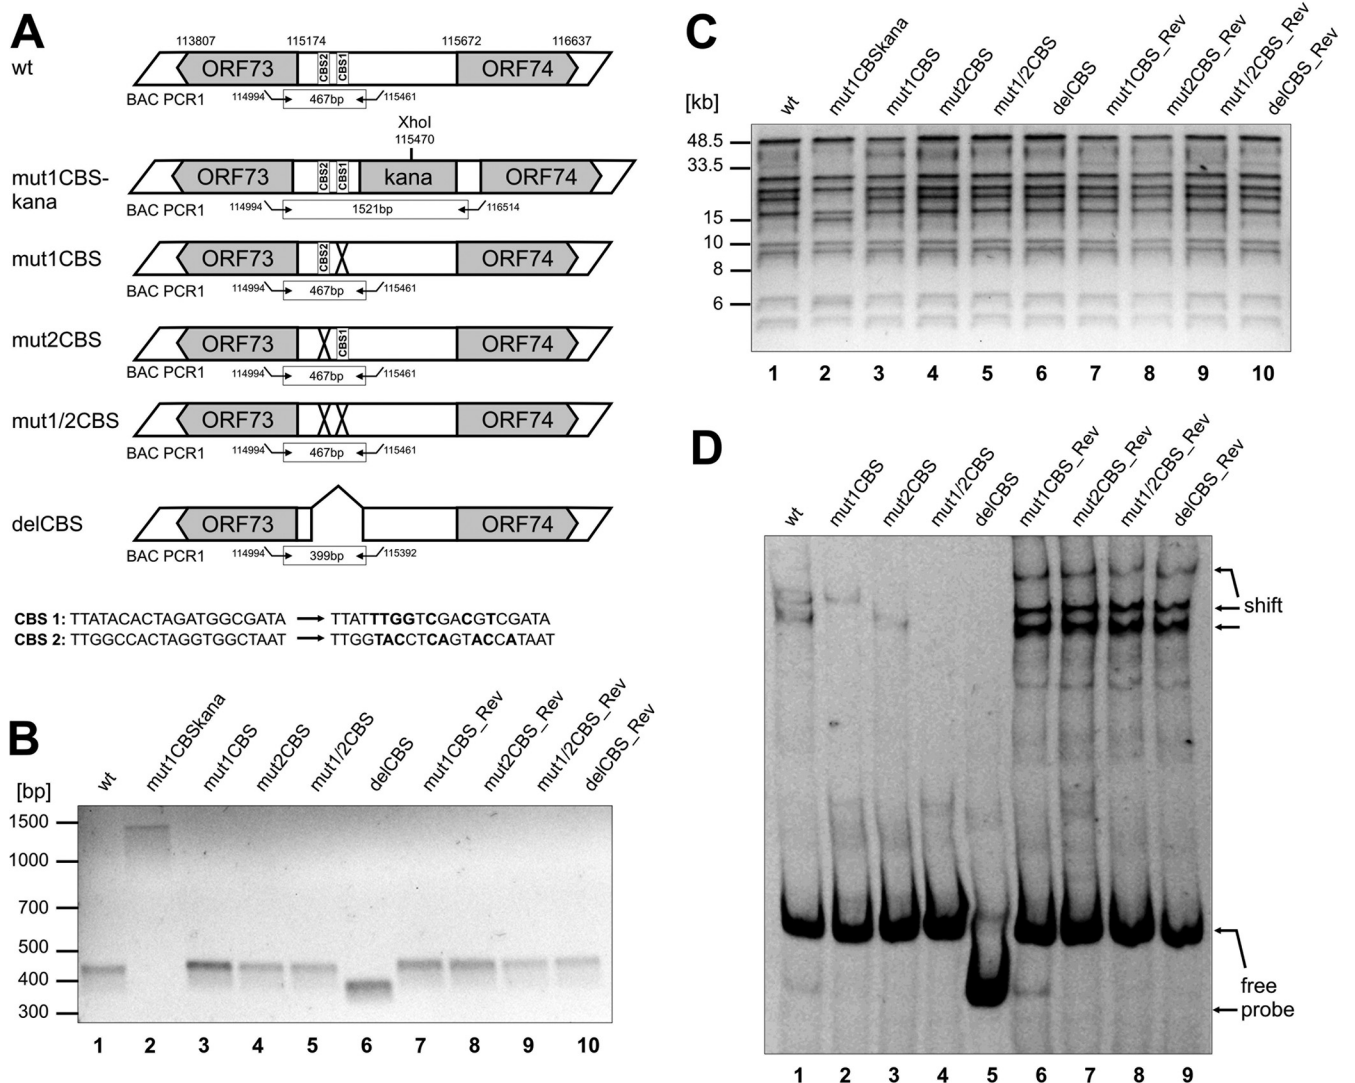 A
113807 115174 115672 116637
wt ORF73 CBS2 CBS1 ORF74
BAC PCR1 114994 467bp 115461
XhoI
115470
mut1CBS-
kana ORF73 CBS2 CBS1 kana ORF74
BAC PCR1 114994 1521bp 116514
mut1CBS ORF73 CBS2 ORF74
BAC PCR1 114994 467bp 115461
mut2CBS ORF73 CBS1 ORF74
BAC PCR1 114994 467bp 115461
mut1/2CBS ORF73 ORF74
BAC PCR1 114994 467bp 115461
delCBS ORF73 ORF74
BAC PCR1 114994 399bp 115392
CBS 1: TTATACACTAGATGGCGATA → TTATTTGGTCGACGTCGATA
CBS 2: TTGGCCACTAGGTGGCTAAT → TTGGTACCTCAGTACCATAAT
B
wt mut1CBSkana mut1CBS mut2CBS mut1/2CBS delCBS mut1CBS_Rev mut2CBS_Rev mut1/2CBS_Rev delCBS_Rev
[bp]
1500
1000
700
500
400
300
1 2 3 4 5 6 7 8 9 10
C
wt mut1CBSkana mut1CBS mut2CBS mut1/2CBS delCBS mut1CBS_Rev mut2CBS_Rev mut1/2CBS_Rev delCBS_Rev
[kb]
48.5
33.5
15
10
8
6
1 2 3 4 5 6 7 8 9 10
D
wt mut1CBS mut2CBS mut1/2CBS delCBS mut1CBS_Rev mut2CBS_Rev mut1/2CBS_Rev delCBS_Rev
shift
free
probe
1 2 3 4 5 6 7 8 9